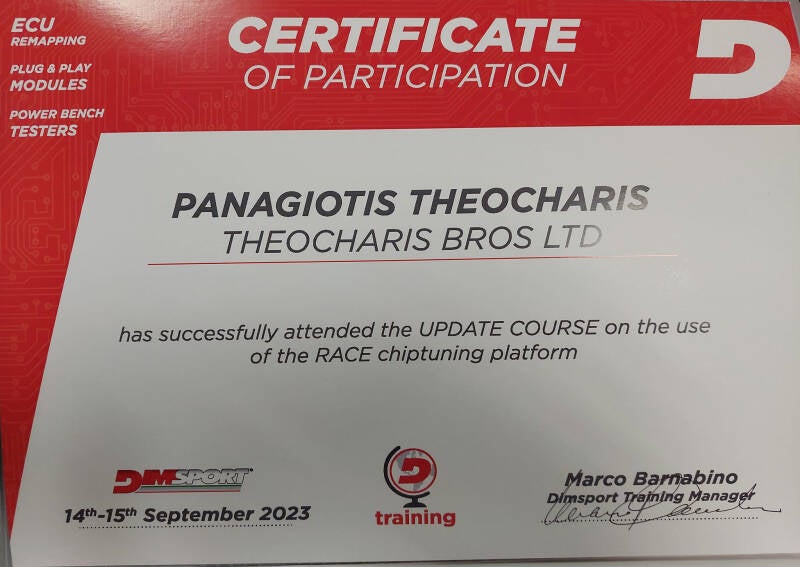 ECU
REMAPPING
PLUG & PLAY
MODULES
POWER BENCH
TESTERS
CERTIFICATE
OF PARTICIPATION
D
PANAGIOTIS THEOCHARIS
THEOCHARIS BROS LTD
has successfully attended the UPDATE COURSE on the use
of the RACE chiptuning platform
DIMSPORT
14th-15th September 2023
D
training
Marco Barnabino
Dimsport Training Manager